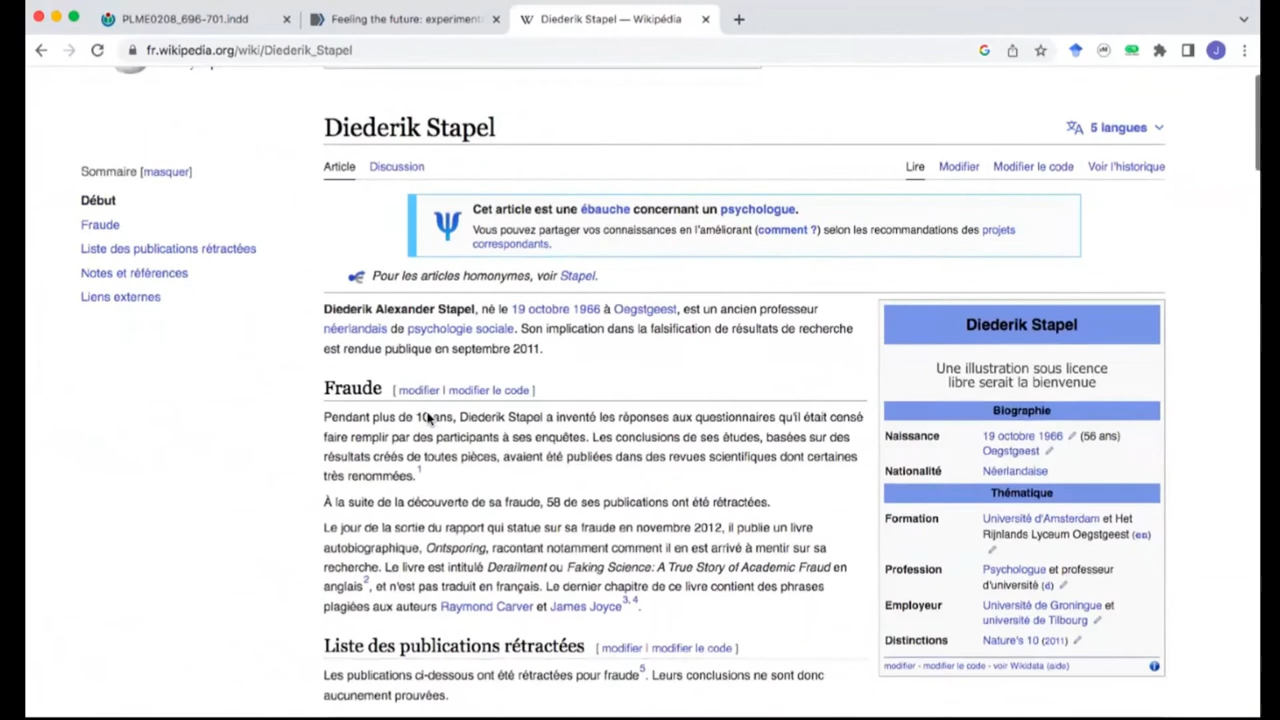 PLME0208_696-701.indd
Feeling the future: experiment
Diederik Stapel — Wikipédia
fr.wikipedia.org/wiki/Diederik_Stapel
J
Diederik Stapel
5 langues
Article Discussion
Lire Modifier Modifier le code Voir l'historique
Sommaire [masquer]
Début
Fraude
Liste des publications rétractées
Notes et références
Liens externes
Cet article est une ébauche concernant un psychologue.
Vous pouvez partager vos connaissances en l'améliorant (comment ?) selon les recommandations des projets
correspondants.
Pour les articles homonymes, voir Stapel.
Diederik Alexander Stapel, né le 19 octobre 1966 à Oegstgeest, est un ancien professeur
néerlandais de psychologie sociale. Son implication dans la falsification de résultats de recherche
est rendue publique en septembre 2011.
Fraude [ modifier | modifier le code ]
Pendant plus de 10 ans, Diederik Stapel a inventé les réponses aux questionnaires qu'il était censé
faire remplir par des participants à ses enquêtes. Les conclusions de ses études, basées sur des
résultats créés de toutes pièces, avaient été publiées dans des revues scientifiques dont certaines
très renommées. 1
À la suite de la découverte de sa fraude, 58 de ses publications ont été rétractées.
Le jour de la sortie du rapport qui statue sur sa fraude en novembre 2012, il publie un livre
autobiographique, Ontsporing, racontant notamment comment il en est arrivé à mentir sur sa
recherche. Le livre est intitulé Derailment ou Faking Science: A True Story of Academic Fraud en
anglais2, et n'est pas traduit en français. Le dernier chapitre de ce livre contient des phrases
plagiées aux auteurs Raymond Carver et James Joyce3, 4.
Liste des publications rétractées [ modifier | modifier le code ]
Les publications ci-dessous ont été rétractées pour fraude5. Leurs conclusions ne sont donc
aucunement prouvées.
Diederik Stapel
Une illustration sous licence
libre serait la bienvenue
Biographie
Naissance 19 octobre 1966 (56 ans)
Oegstgeest
Nationalité Néerlandaise
Thématique
Formation Université d'Amsterdam et Het
Rijnlands Lyceum Oegstgeest (en)
Profession Psychologue et professeur
d'université (d)
Employeur Université de Groningue et
université de Tilbourg
Distinctions Nature's 10 (2011)
modifier - modifier le code - voir Wikidata (aide)